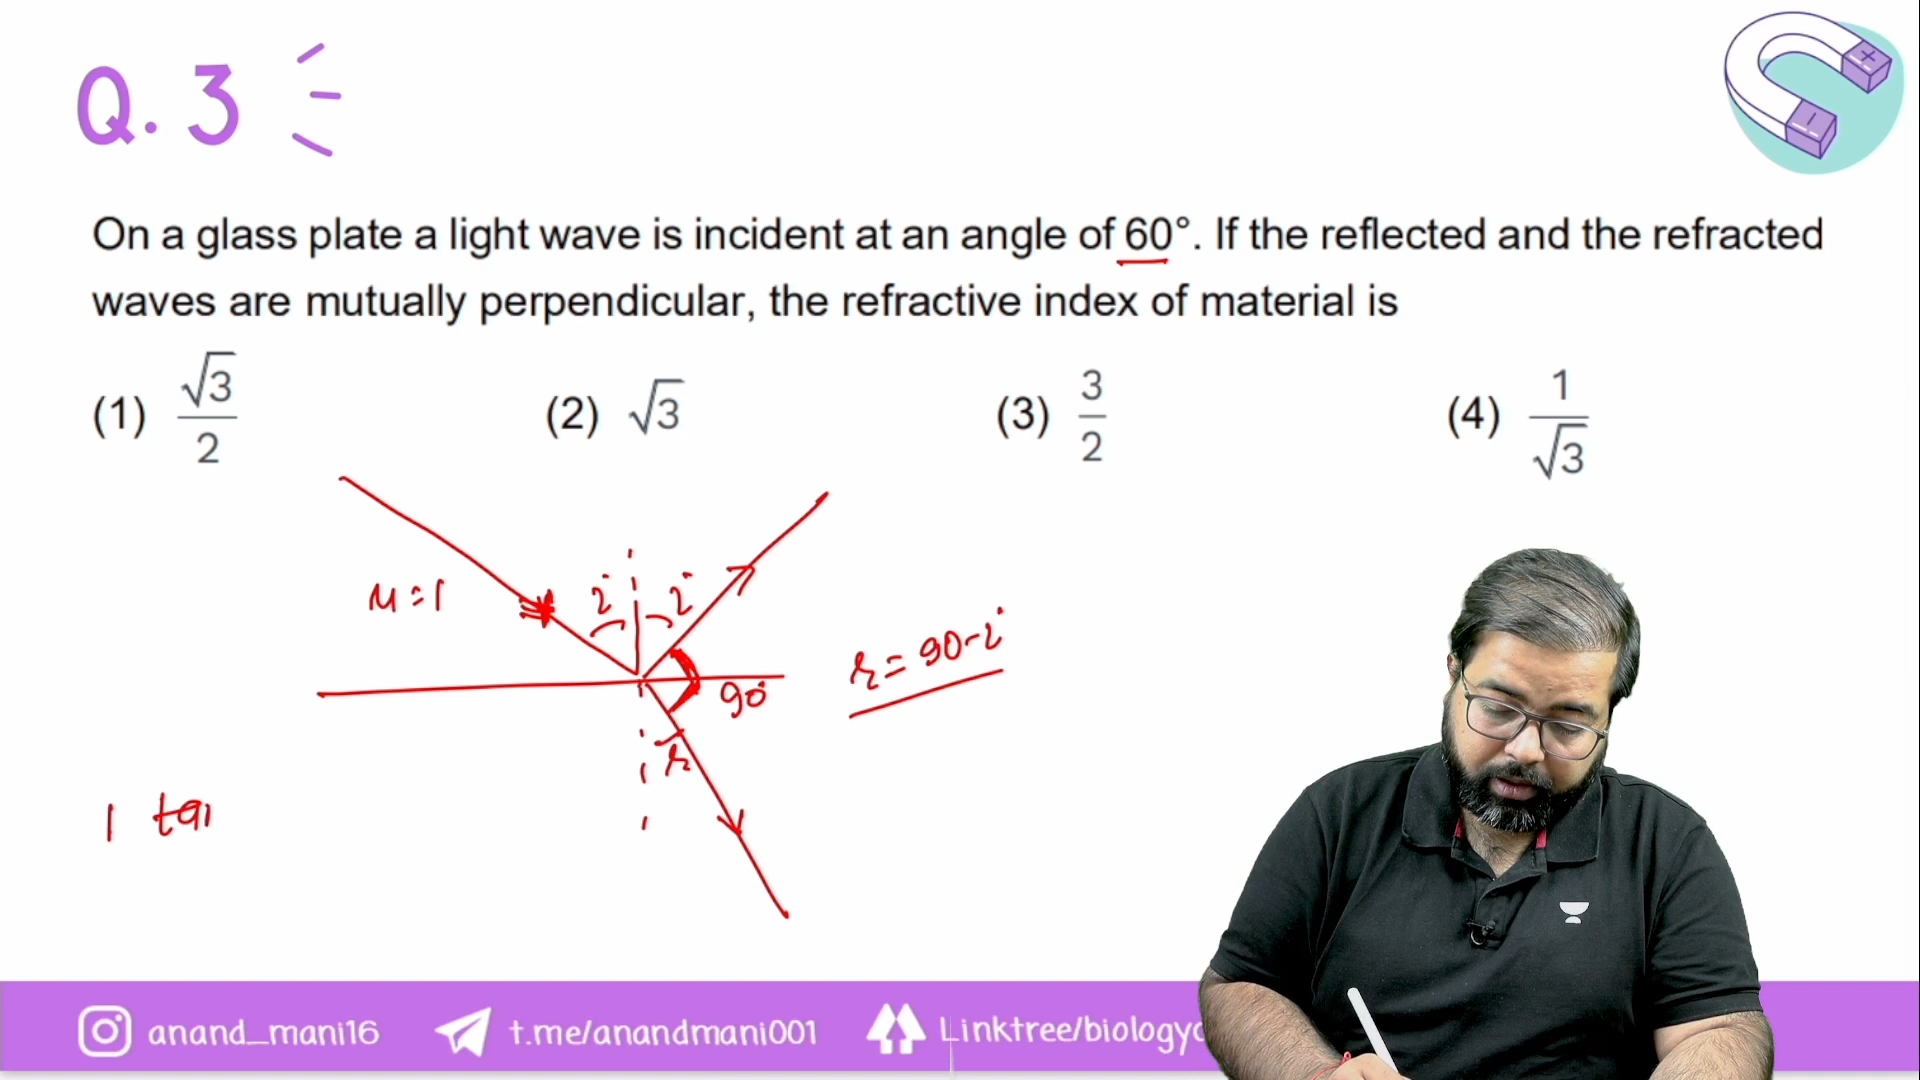 Q. 3
On a glass plate a light wave is incident at an angle of 60°. If the reflected and the refracted
waves are mutually perpendicular, the refractive index of material is
(1) √3/2 (2) √3 (3) 3/2 (4) 1/√3
μ=1
i i
r = 90-i
90°
r
1 tan
anand_mani16 t.me/anandmani001 Linktree/biologyc